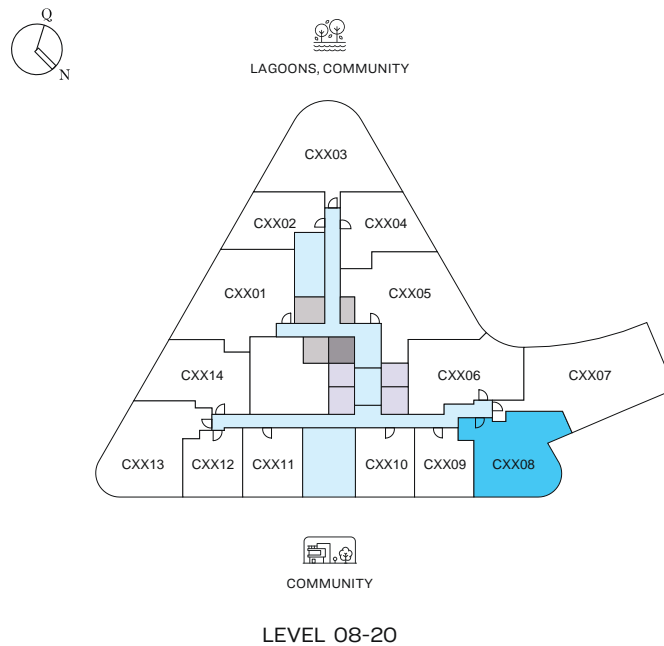 Q
N
LAGOONS, COMMUNITY
CXX03
CXX02
CXX04
CXX01
CXX05
CXX14
CXX06
CXX07
CXX13
CXX12
CXX11
CXX10
CXX09
CXX08
COMMUNITY
LEVEL 08-20